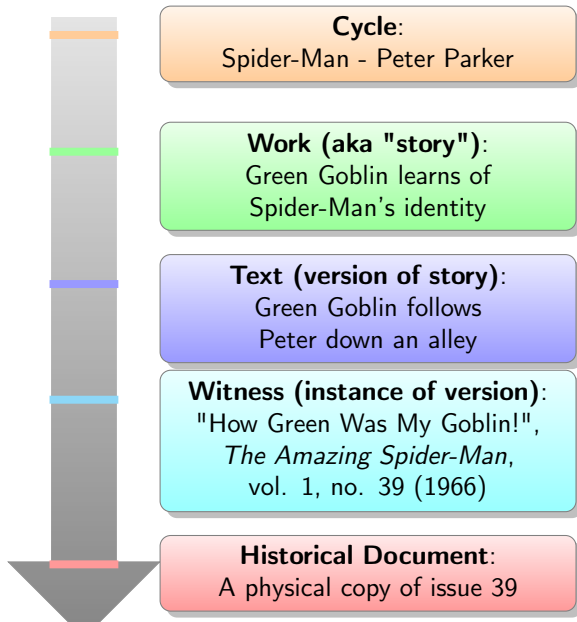 Cycle:
Spider-Man - Peter Parker
Work (aka "story"):
Green Goblin learns of
Spider-Man's identity
Text (version of story):
Green Goblin follows
Peter down an alley
Witness (instance of version):
"How Green Was My Goblin!",
The Amazing Spider-Man,
vol. 1, no. 39 (1966)
Historical Document:
A physical copy of issue 39